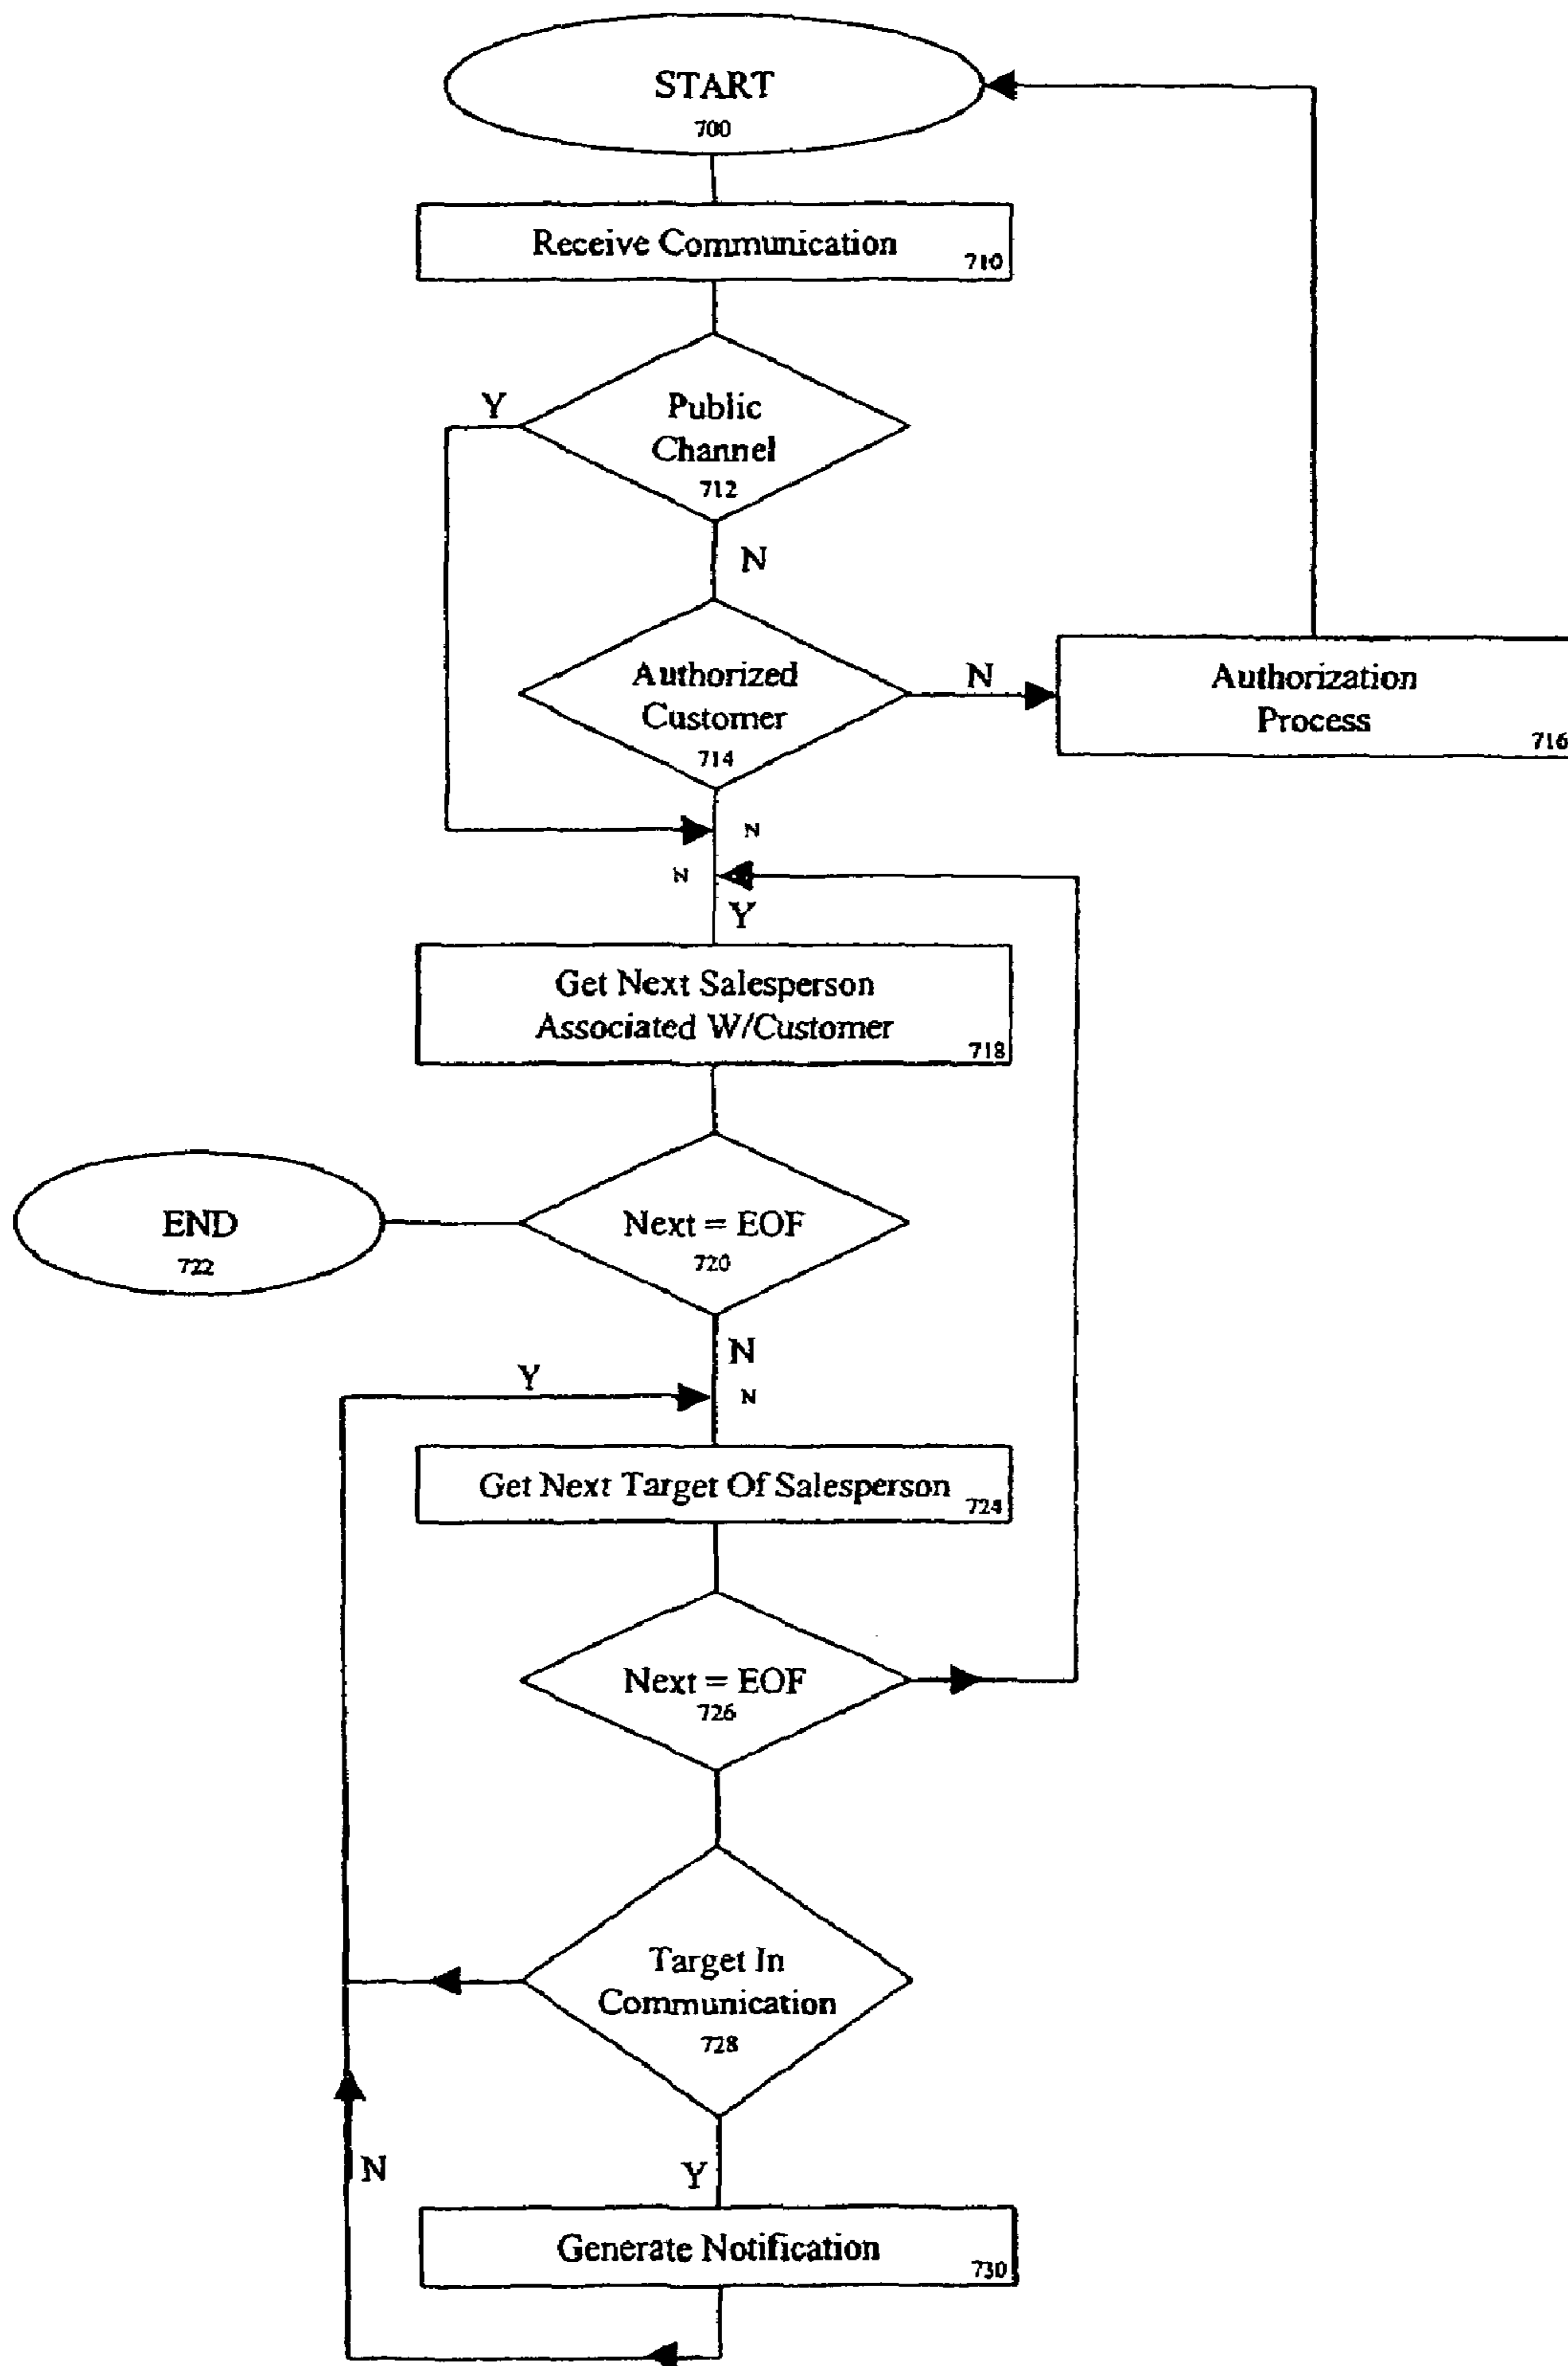 START
700
Receive Communication
710
Y
Public
Channel
712
N
Authorized
Customer
714
N
Authorization
Process
716
N
N
Y
Get Next Salesperson
Associated W/Customer
718
END
722
Next = EOF
720
N
Y
N
Get Next Target Of Salesperson
724
Next = EOF
726
Target In
Communication
728
N
Y
Generate Notification
730